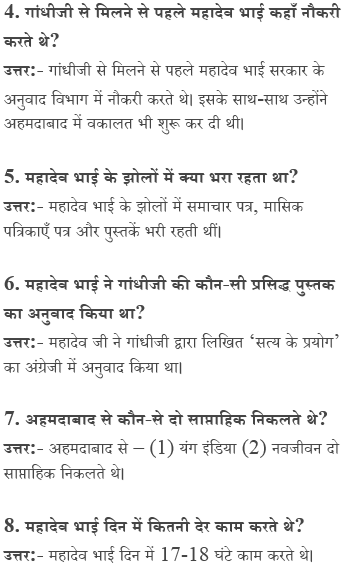 4. गांधीजी से मिलने से पहले महादेव भाई कहाँ नौकरी
करते थे?
उत्तर:- गांधीजी से मिलने से पहले महादेव भाई सरकार के
अनुवाद विभाग में नौकरी करते थे। इसके साथ-साथ उन्होंने
अहमदाबाद में वकालत भी शुरू कर दी थी।
5. महादेव भाई के झोलों में क्या भरा रहता था?
उत्तर:- महादेव भाई के झोलों में समाचार पत्र, मासिक
पत्रिकाएँ पत्र और पुस्तकें भरी रहती थीं।
6. महादेव भाई ने गांधीजी की कौन-सी प्रसिद्ध पुस्तक
का अनुवाद किया था?
उत्तर:- महादेव जी ने गांधीजी द्वारा लिखित ‘सत्य के प्रयोग’
का अंग्रेजी में अनुवाद किया था।
7. अहमदाबाद से कौन-से दो साप्ताहिक निकलते थे?
उत्तर:- अहमदाबाद से – (1) यंग इंडिया (2) नवजीवन दो
साप्ताहिक निकलते थे।
8. महादेव भाई दिन में कितनी देर काम करते थे?
उत्तर:- महादेव भाई दिन में 17-18 घंटे काम करते थे।